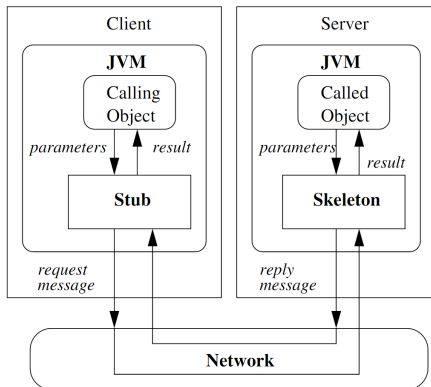 Client
JVM
Calling
Object
parameters
result
Stub
request
message
Server
JVM
Called
Object
parameters
result
Skeleton
reply
message
Network